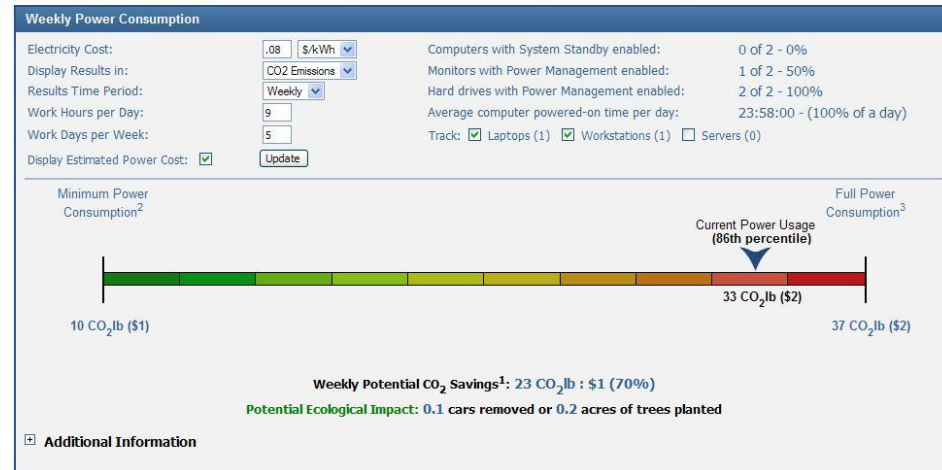 Weekly Power Consumption
Electricity Cost: .08 $/kWh Computers with System Standby enabled: 0 of 2 - 0%
Display Results in: CO2 Emissions Monitors with Power Management enabled: 1 of 2 - 50%
Results Time Period: Weekly Hard drives with Power Management enabled: 2 of 2 - 100%
Work Hours per Day: 9 Average computer powered-on time per day: 23:58:00 - (100% of a day)
Work Days per Week: 5 Track: Laptops (1) Workstations (1) Servers (0)
Display Estimated Power Cost: Update
Minimum Power
Consumption²
Full Power
Consumption³
Current Power Usage
(86th percentile)
33 CO₂lb ($2)
10 CO₂lb ($1)
37 CO₂lb ($2)
Weekly Potential CO₂ Savings¹: 23 CO₂lb : $1 (70%)
Potential Ecological Impact: 0.1 cars removed or 0.2 acres of trees planted
Additional Information